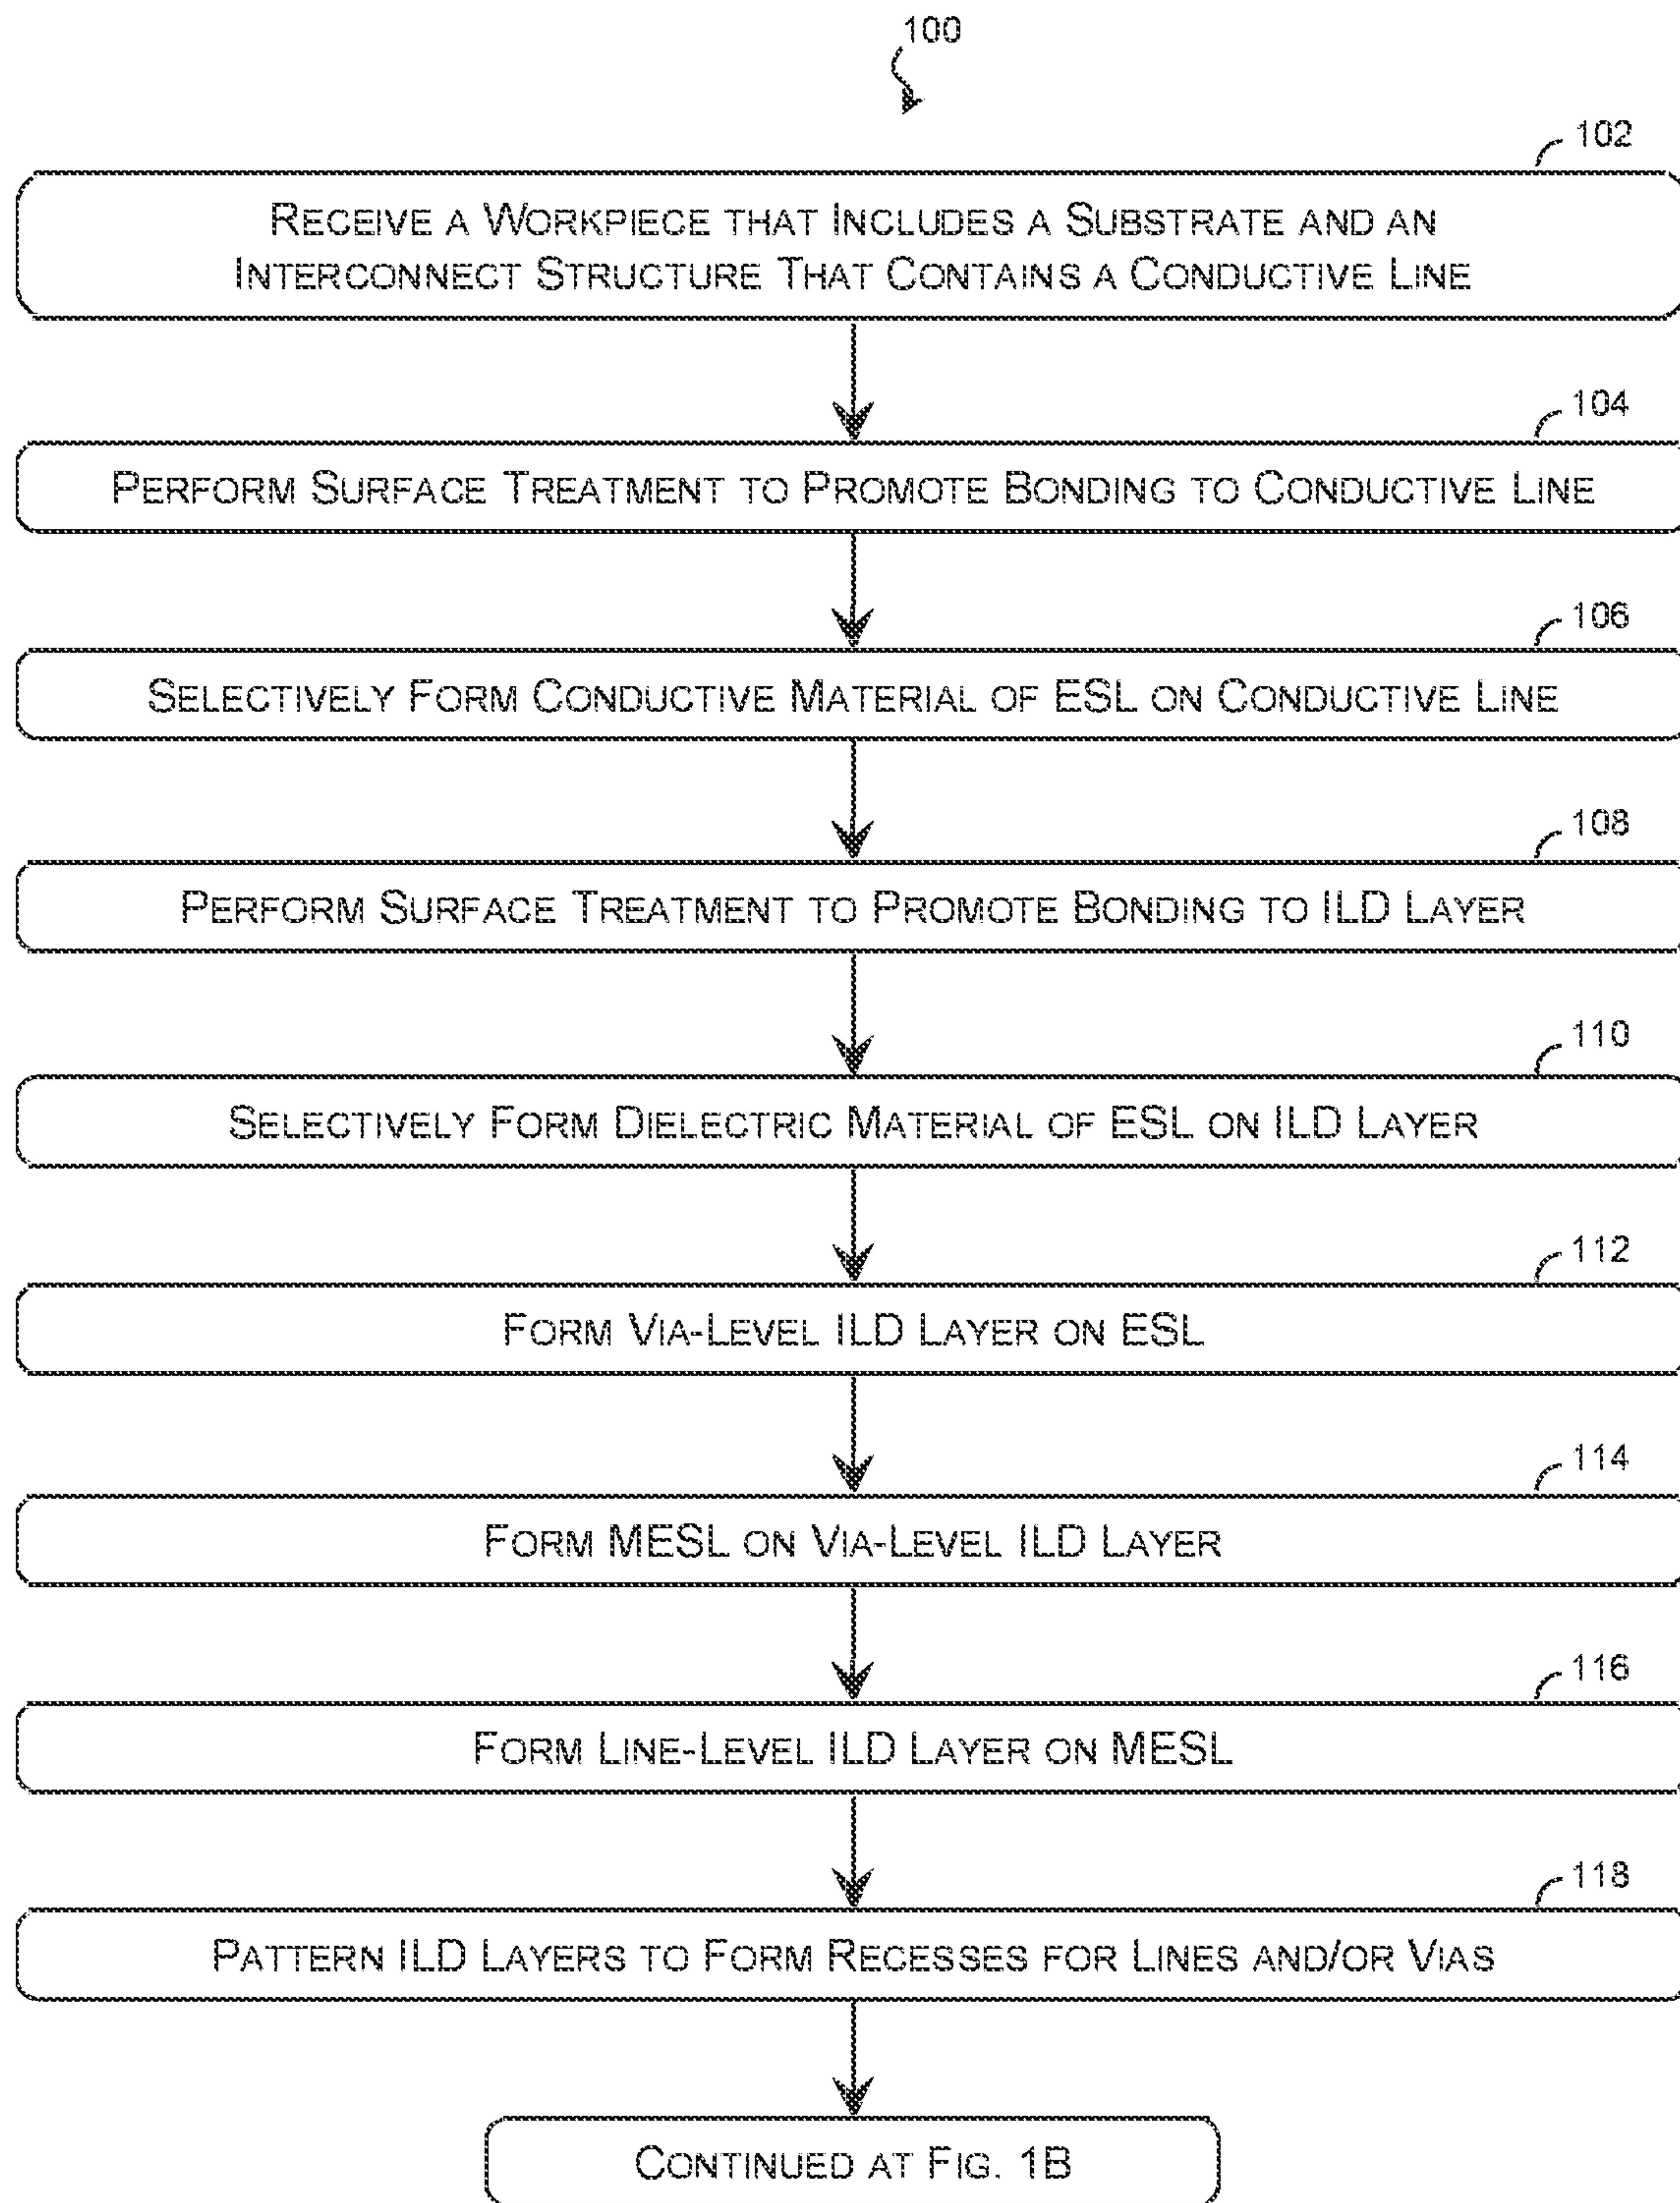 100
102
RECEIVE A WORKPIECE THAT INCLUDES A SUBSTRATE AND AN
INTERCONNECT STRUCTURE THAT CONTAINS A CONDUCTIVE LINE
104
PERFORM SURFACE TREATMENT TO PROMOTE BONDING TO CONDUCTIVE LINE
106
SELECTIVELY FORM CONDUCTIVE MATERIAL OF ESL ON CONDUCTIVE LINE
108
PERFORM SURFACE TREATMENT TO PROMOTE BONDING TO ILD LAYER
110
SELECTIVELY FORM DIELECTRIC MATERIAL OF ESL ON ILD LAYER
112
FORM VIA-LEVEL ILD LAYER ON ESL
114
FORM MESL ON VIA-LEVEL ILD LAYER
116
FORM LINE-LEVEL ILD LAYER ON MESL
118
PATTERN ILD LAYERS TO FORM RECESSES FOR LINES AND/OR VIAS
CONTINUED AT FIG. 1B